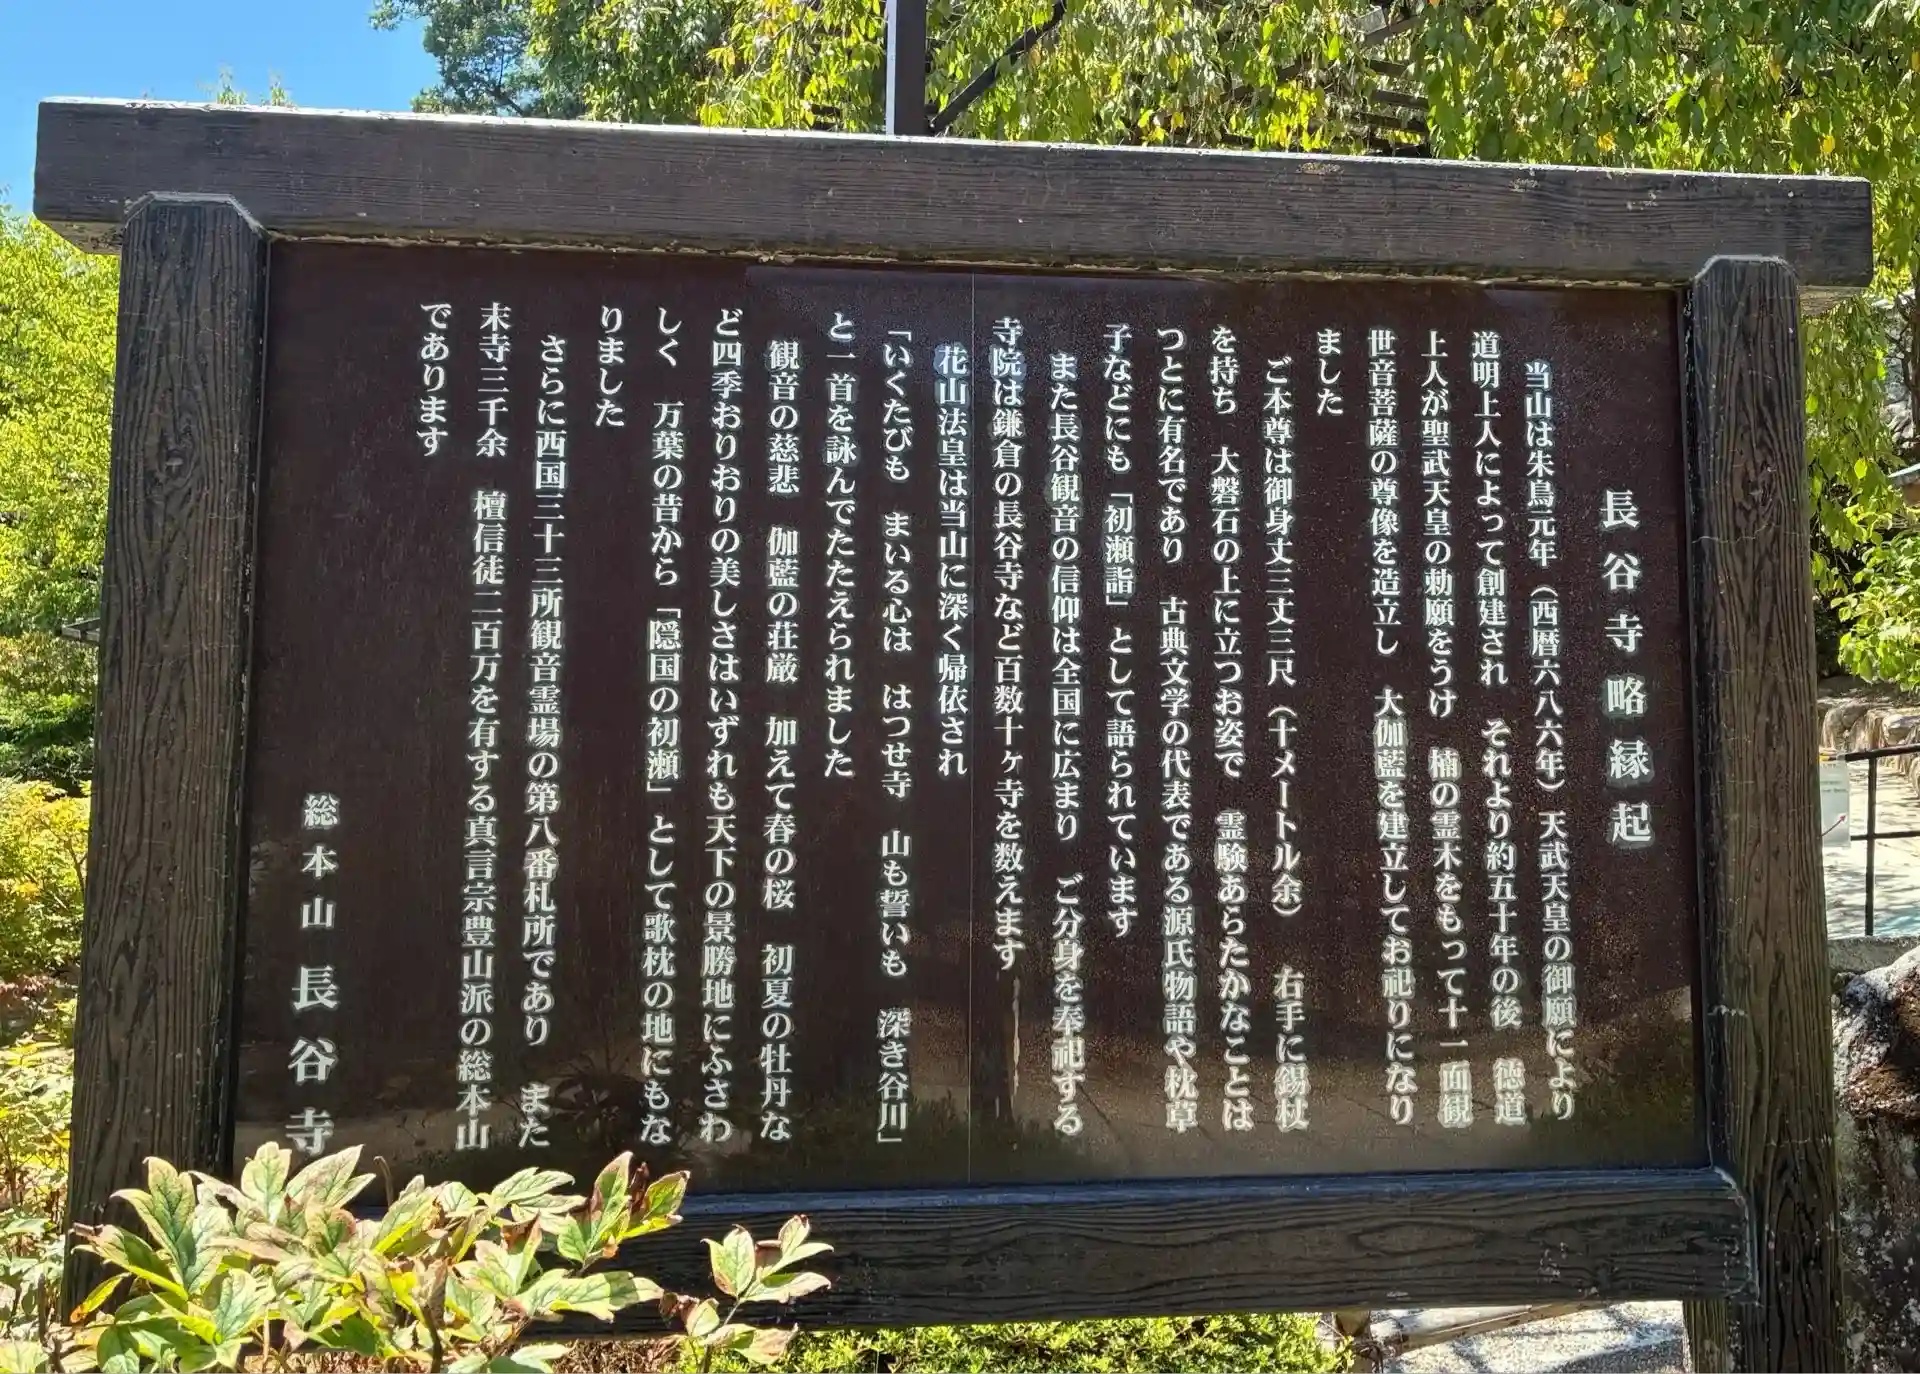 長谷寺略縁起
当山は朱鳥元年（西暦六八六年）天武天皇の御願により
道明上人によって創建され　それより約五十年の後　徳道
上人が聖武天皇の勅願をうけ　楠の霊木をもって十一面観
世音菩薩の尊像を造立し　大伽藍を建立してお祀りになり
ました
ご本尊は御身丈三丈三尺（十メートル余）　右手に錫杖
を持ち　大磐石の上に立つお姿で　霊験あらたかなことは
つとに有名であり　古典文学の代表である源氏物語や枕草
子などにも「初瀬詣」として語られています
また長谷観音の信仰は全国に広まり　ご分身を奉祀する
寺院は鎌倉の長谷寺など百数十ヶ寺を数えます
花山法皇は当山に深く帰依され
「いくたびも　まいる心は　はつせ寺　山も誓いも　深き谷川」
と一首を詠んでたたえられました
観音の慈悲　伽藍の荘厳　加えて春の桜　初夏の牡丹な
ど四季おりおりの美しさはいずれも天下の景勝地にふさわ
しく　万葉の昔から「隠国の初瀬」として歌枕の地にもな
りました
さらに西国三十三所観音霊場の第八番札所であり　また
末寺三千余　檀信徒二百万を有する真言宗豊山派の総本山
であります
総本山　長谷寺